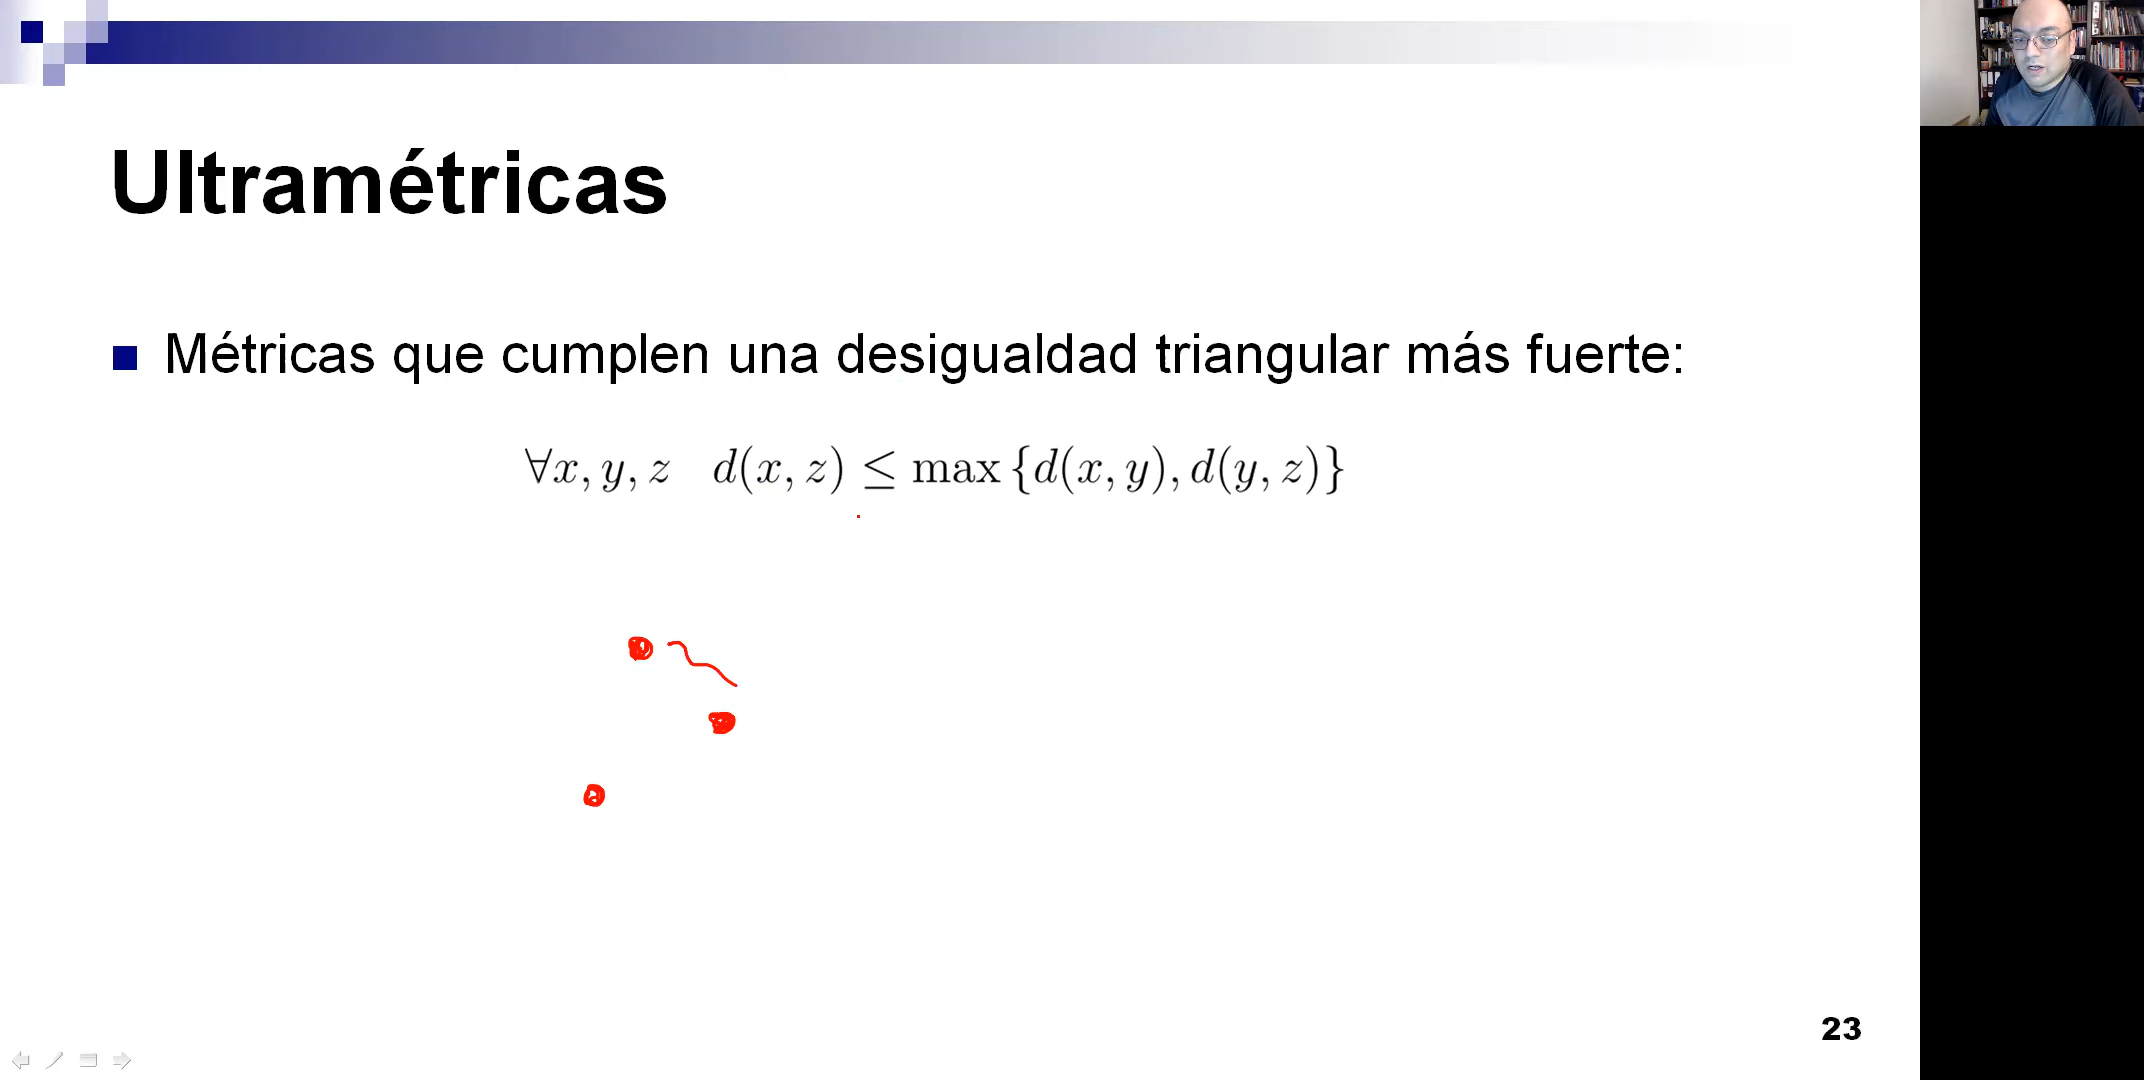 Ultramétricas
Métricas que cumplen una desigualdad triangular más fuerte:
∀x, y, z d(x, z) ≤ max {d(x, y), d(y, z)}
23